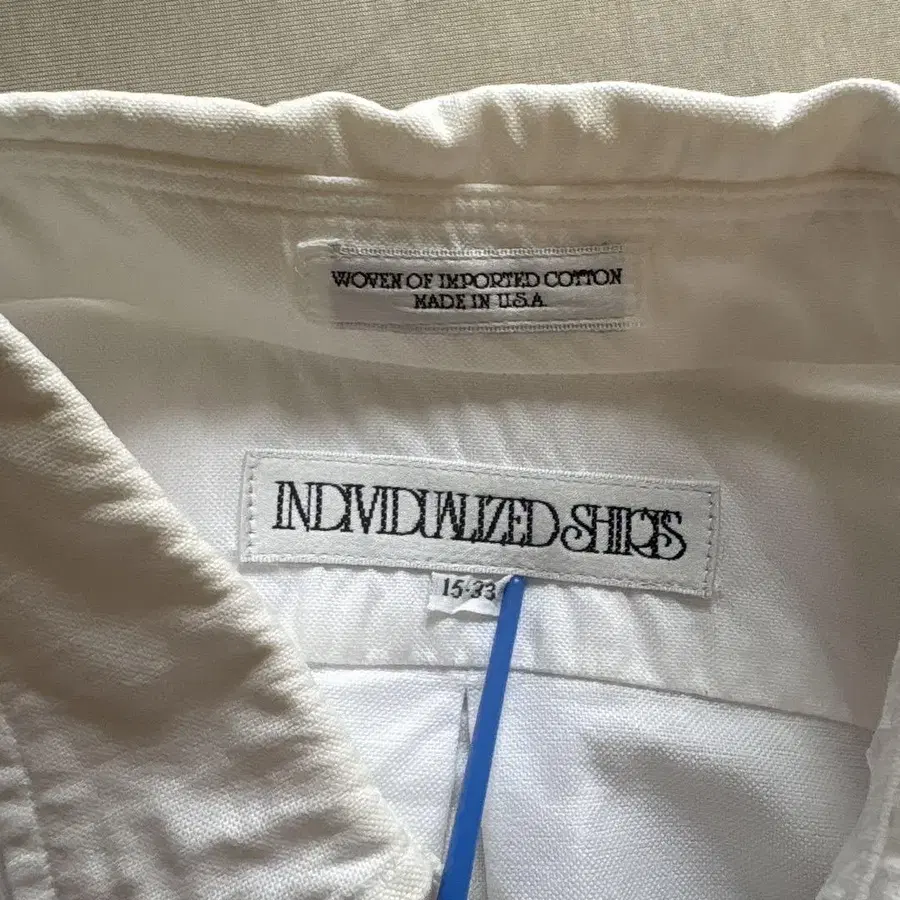 WOVEN OF IMPORTED COTTON
MADE IN U.S.A.
INDIVIDUALIZED SHIRTS
15-33